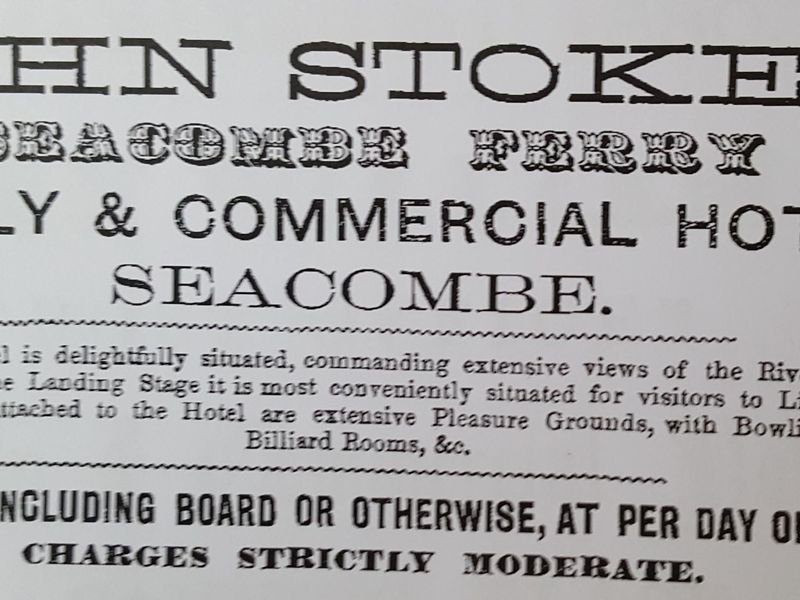 HN STOKE
SEACOMBE FERRY
LY & COMMERCIAL HOT
SEACOMBE.
l is delightfully situated, commanding extensive views of the Riv
e Landing Stage it is most conveniently situated for visitors to Li
ttached to the Hotel are extensive Pleasure Grounds, with Bowli
Billiard Rooms, &c.
NCLUDING BOARD OR OTHERWISE, AT PER DAY O
CHARGES STRICTLY MODERATE.